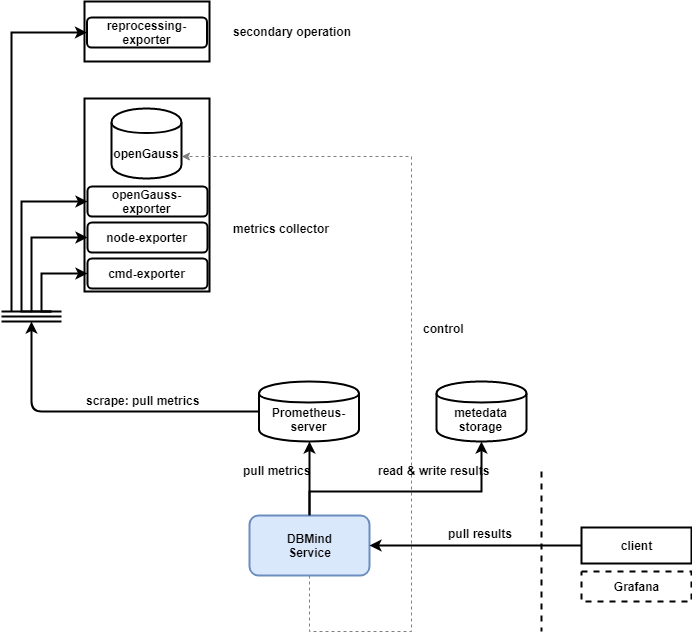 reprocessing-
exporter
secondary operation
openGauss
openGauss-
exporter
node-exporter
metrics collector
cmd-exporter
control
scrape: pull metrics
Prometheus-
server
metedata
storage
pull metrics
read & write results
DBMind
Service
pull results
client
Grafana